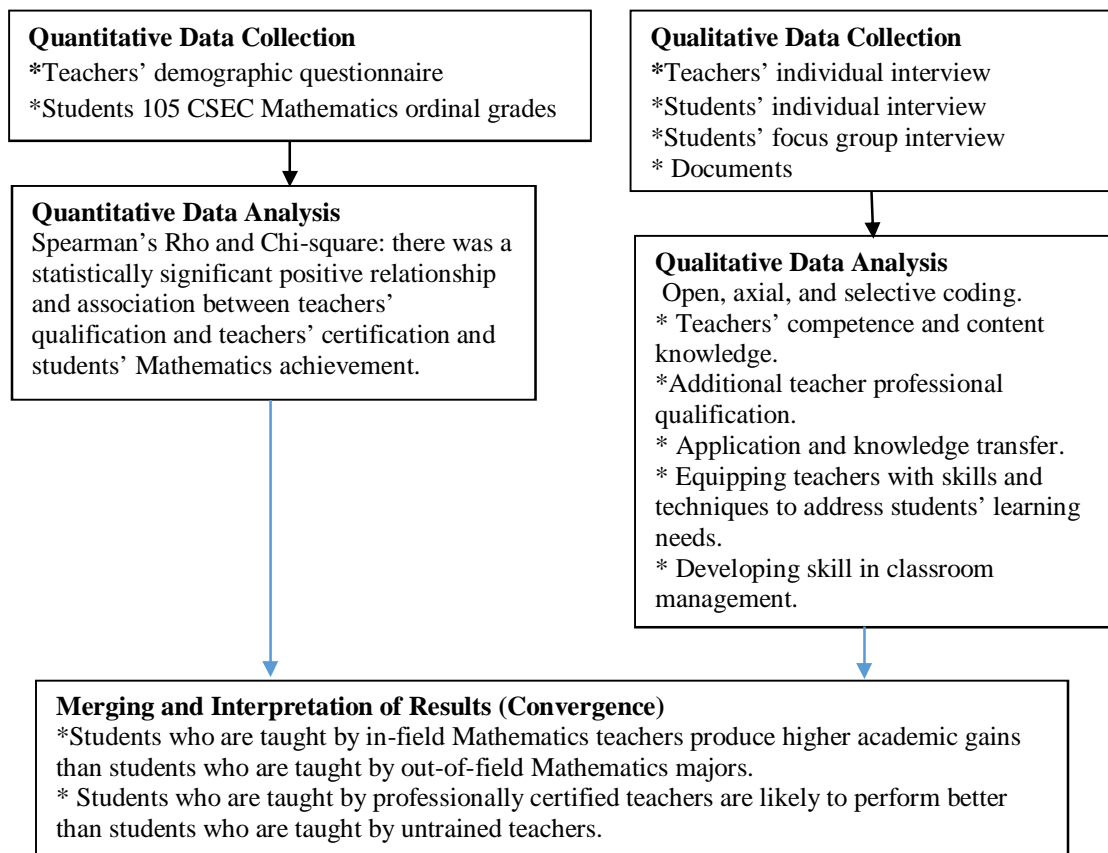 Quantitative Data Collection
*Teachers’ demographic questionnaire
*Students 105 CSEC Mathematics ordinal grades
Qualitative Data Collection
*Teachers’ individual interview
*Students’ individual interview
*Students’ focus group interview
* Documents
Quantitative Data Analysis
Spearman’s Rho and Chi-square: there was a
statistically significant positive relationship
and association between teachers’
qualification and teachers’ certification and
students’ Mathematics achievement.
Qualitative Data Analysis
Open, axial, and selective coding.
* Teachers’ competence and content
knowledge.
*Additional teacher professional
qualification.
* Application and knowledge transfer.
* Equipping teachers with skills and
techniques to address students’ learning
needs.
* Developing skill in classroom
management.
Merging and Interpretation of Results (Convergence)
*Students who are taught by in-field Mathematics teachers produce higher academic gains
than students who are taught by out-of-field Mathematics majors.
* Students who are taught by professionally certified teachers are likely to perform better
than students who are taught by untrained teachers.